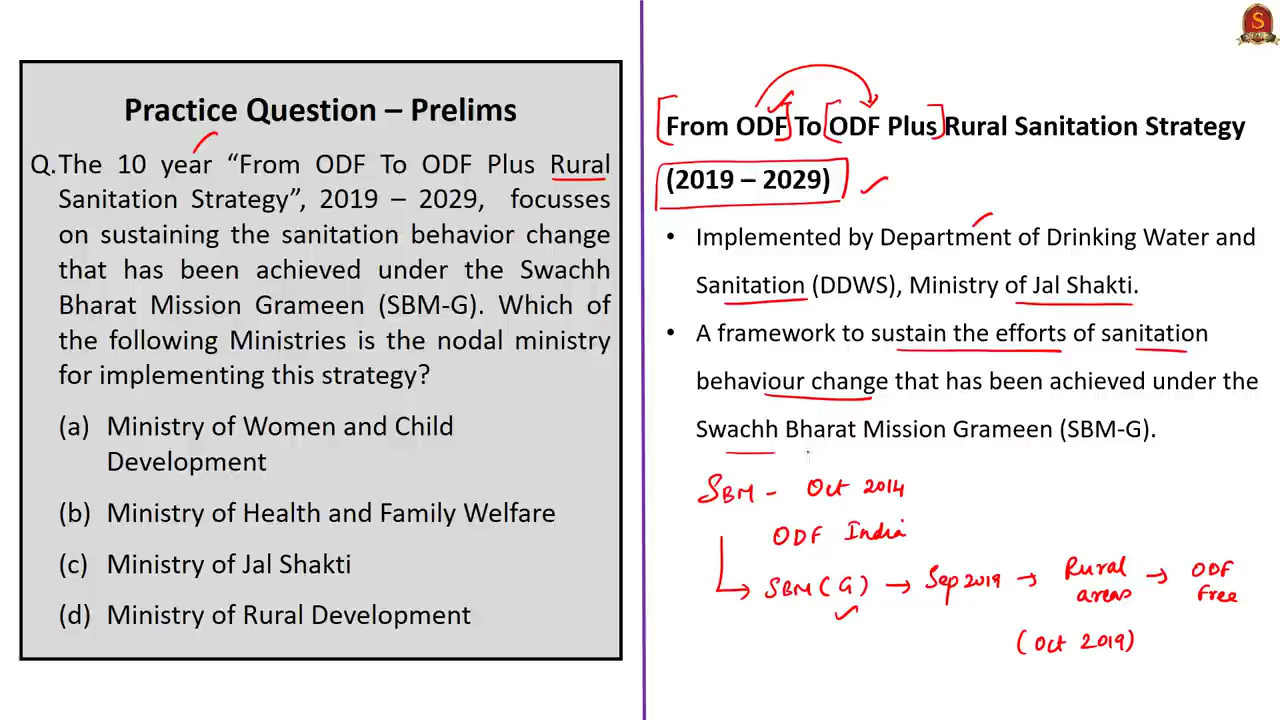 Practice Question – Prelims
Q. The 10 year “From ODF To ODF Plus Rural
Sanitation Strategy”, 2019 – 2029, focusses
on sustaining the sanitation behavior change
that has been achieved under the Swachh
Bharat Mission Grameen (SBM-G). Which of
the following Ministries is the nodal ministry
for implementing this strategy?
(a) Ministry of Women and Child
Development
(b) Ministry of Health and Family Welfare
(c) Ministry of Jal Shakti
(d) Ministry of Rural Development
From ODF To ODF Plus Rural Sanitation Strategy
(2019 – 2029)
• Implemented by Department of Drinking Water and
Sanitation (DDWS), Ministry of Jal Shakti.
• A framework to sustain the efforts of sanitation
behaviour change that has been achieved under the
Swachh Bharat Mission Grameen (SBM-G).
SBM - Oct 2014
ODF India
SBM (G) → Sep 2019 → Rural areas → ODF Free
(Oct 2019)